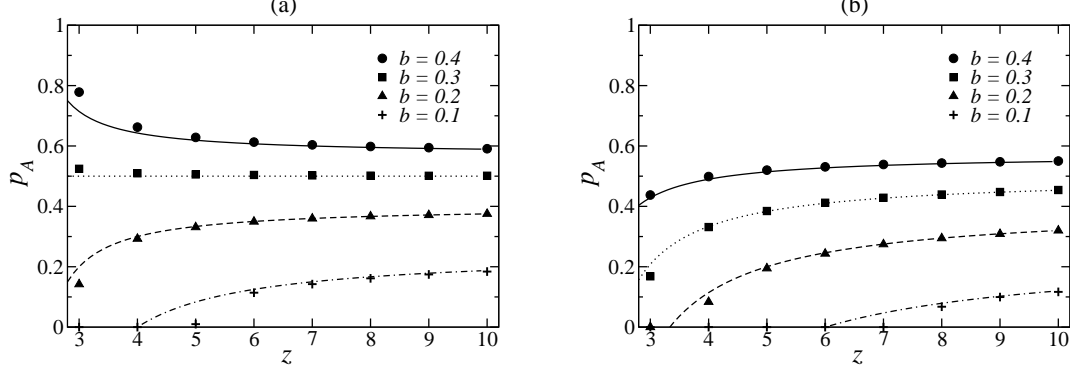 (a)
1
0.8
0.6
0.4
0.2
0
p_A
b = 0.4
b = 0.3
b = 0.2
b = 0.1
3 4 5 6 7 8 9 10
z
(b)
1
0.8
0.6
0.4
0.2
0
p_A
b = 0.4
b = 0.3
b = 0.2
b = 0.1
3 4 5 6 7 8 9 10
z